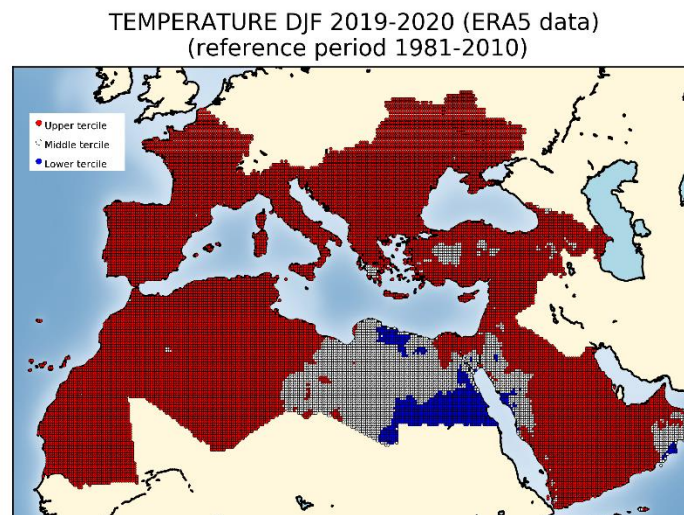 TEMPERATURE DJF 2019-2020 (ERA5 data)
(reference period 1981-2010)
Upper tercile
Middle tercile
Lower tercile